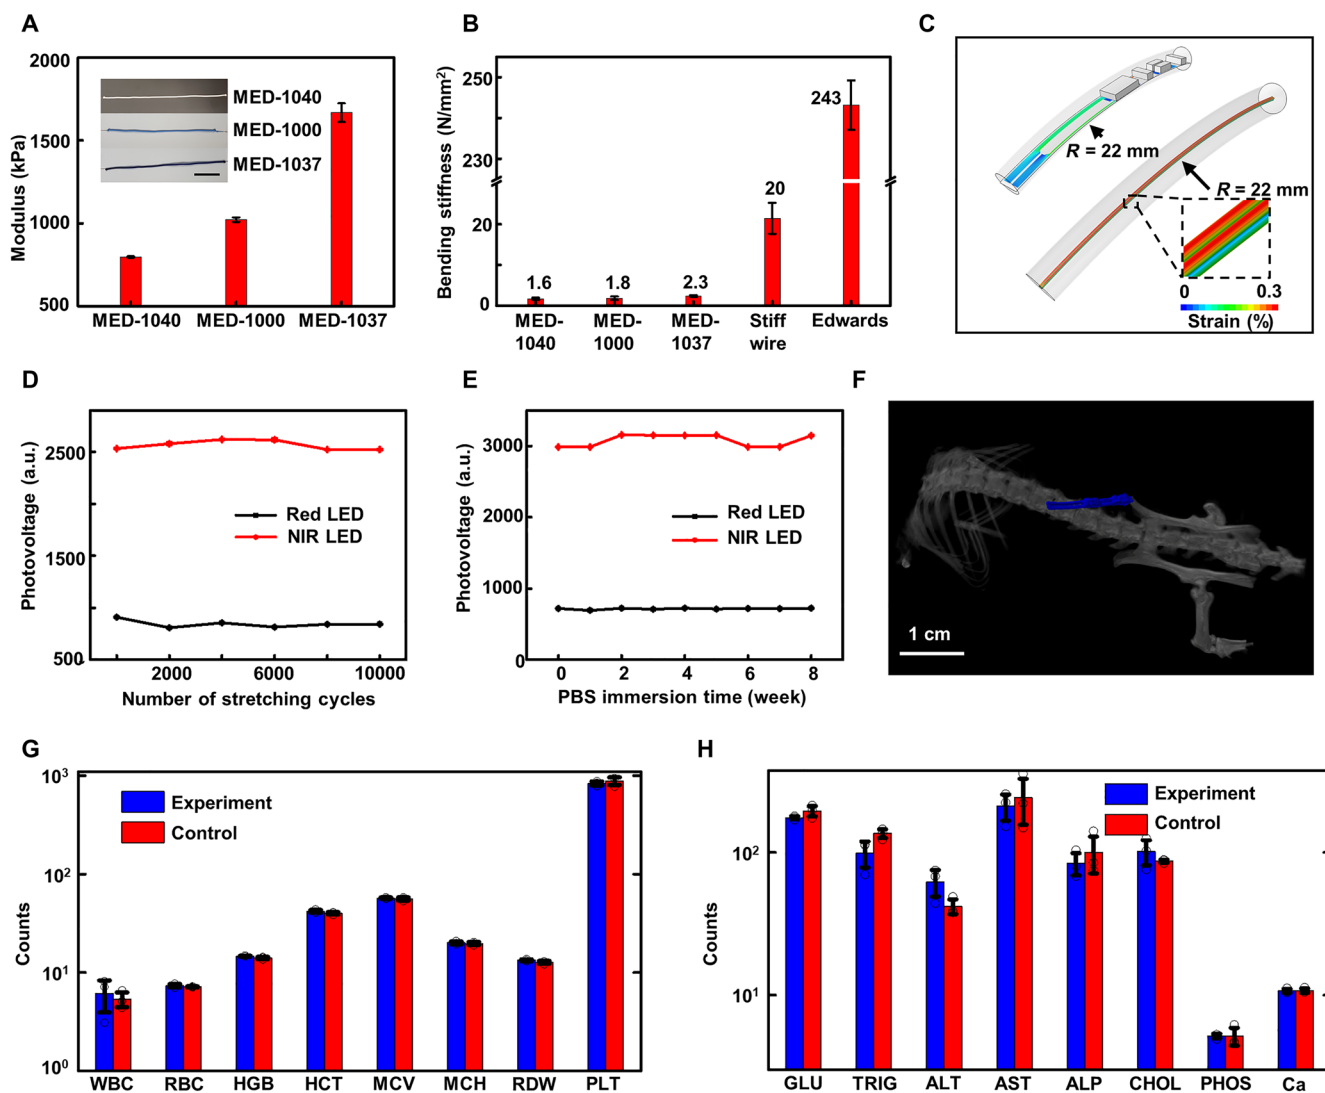 A
Modulus (kPa)
2000
1500
1000
500
MED-1040
MED-1000
MED-1037
MED-1040
MED-1000
MED-1037
B
Bending stiffness (N/mm²)
250
230
20
0
1.6
1.8
2.3
20
243
MED-
1040
MED-
1000
MED-
1037
Stiff
wire
Edwards
C
R = 22 mm
R = 22 mm
0
0.3
Strain (%)
D
Photovoltage (a.u.)
2500
1500
500
Red LED
NIR LED
2000
6000
10000
Number of stretching cycles
E
Photovoltage (a.u.)
3000
2000
1000
0
Red LED
NIR LED
0
2
4
6
8
PBS immersion time (week)
F
1 cm
G
Counts
10³
10²
10¹
10⁰
Experiment
Control
WBC
RBC
HGB
HCT
MCV
MCH
RDW
PLT
H
Counts
10²
10¹
Experiment
Control
GLU
TRIG
ALT
AST
ALP
CHOL
PHOS
Ca